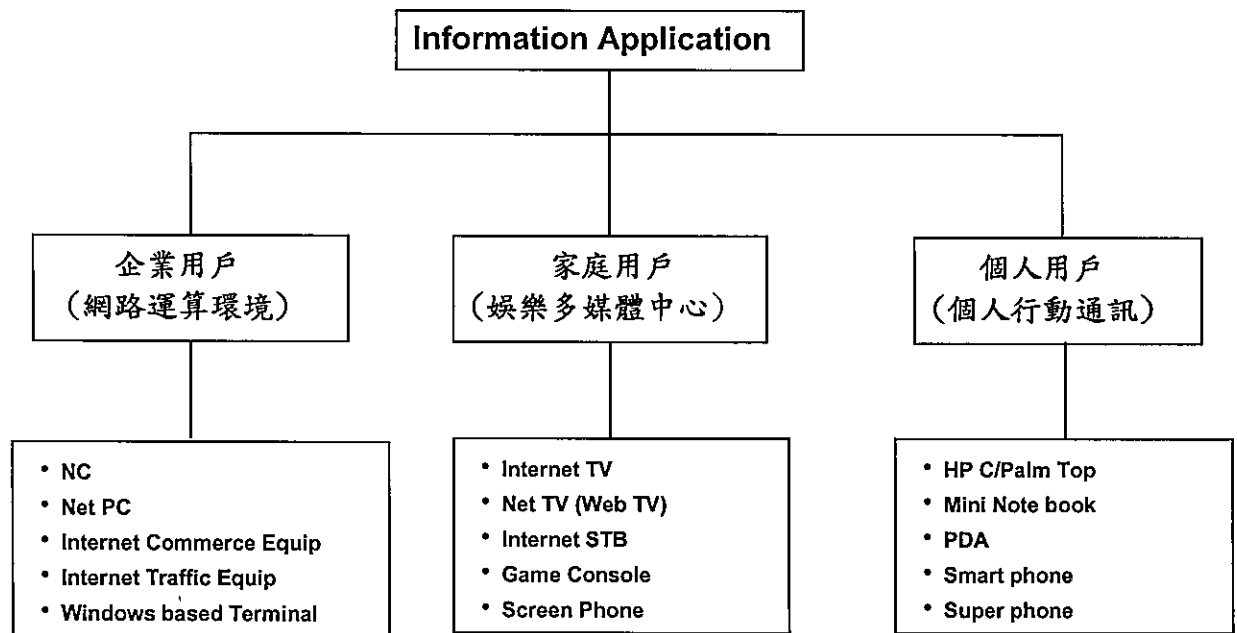 Information Application
企業用戶
(網路運算環境)
• NC
• Net PC
• Internet Commerce Equip
• Internet Traffic Equip
• Windows based Terminal
家庭用戶
(娛樂多媒體中心)
• Internet TV
• Net TV (Web TV)
• Internet STB
• Game Console
• Screen Phone
個人用戶
(個人行動通訊)
• HP C/Palm Top
• Mini Note book
• PDA
• Smart phone
• Super phone